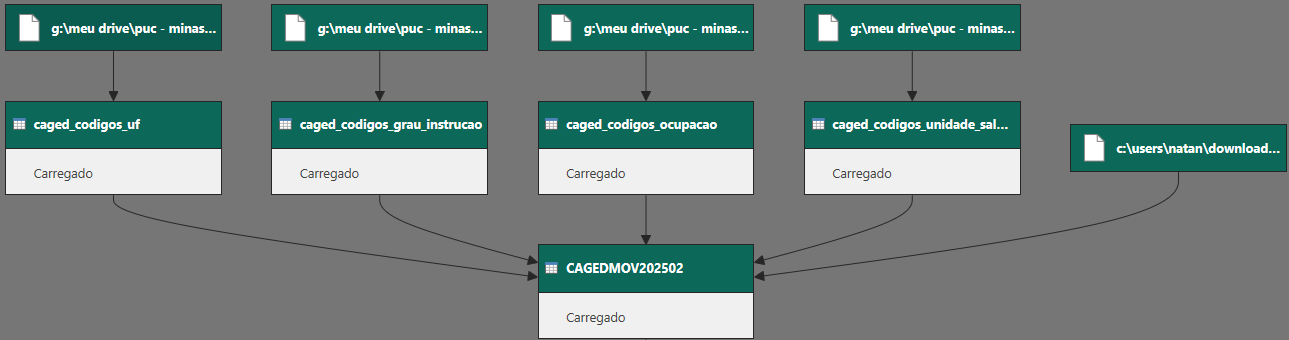 g:\meu drive\puc - minas...
g:\meu drive\puc - minas...
g:\meu drive\puc - minas...
g:\meu drive\puc - minas...
caged_codigos_uf
caged_codigos_grau_instrucao
caged_codigos_ocupacao
caged_codigos_unidade_sal...
c:\users\natan\download...
Carregado
Carregado
Carregado
Carregado
CAGEDMOV202502
Carregado